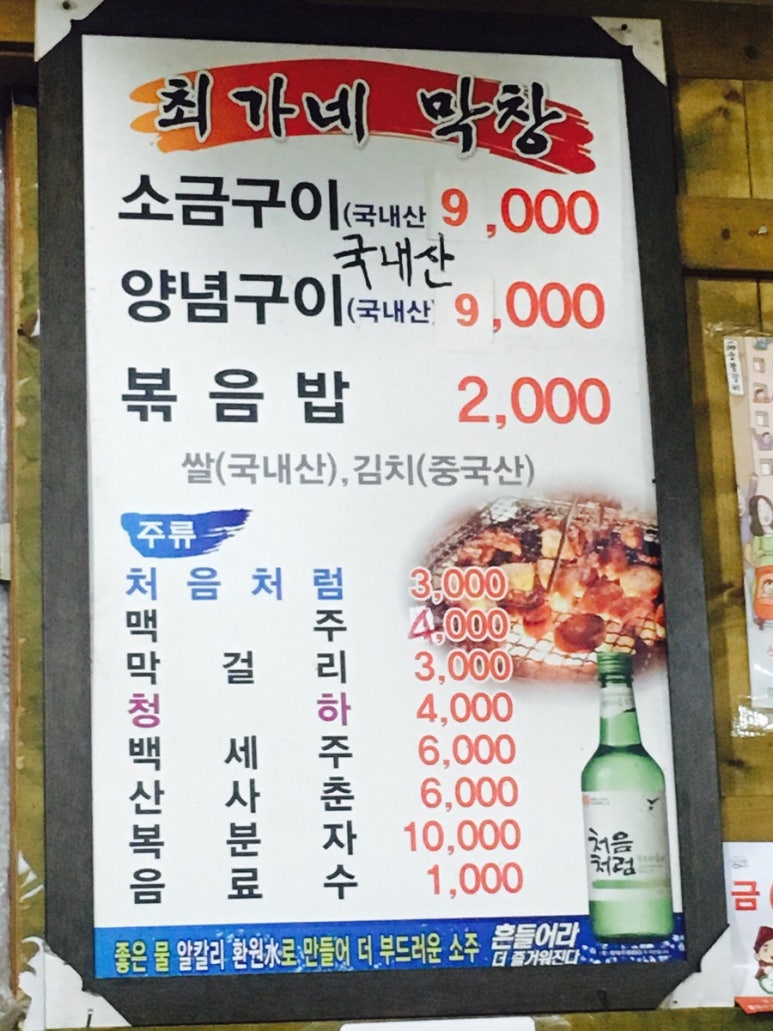 최가네 막창
소금구이(국내산 9,000
국내산
양념구이(국내산) 9,000
볶음밥 2,000
쌀(국내산),김치(중국산)
주류
처음처럼 3,000
맥주 4,000
막걸리 3,000
청하 4,000
백세주 6,000
산사춘 6,000
복분자 10,000
음료수 1,000
처음
처럼
좋은 물 알칼리 환원水로 만들어 더 부드러운 소주 흔들어라
더 즐거워진다
금